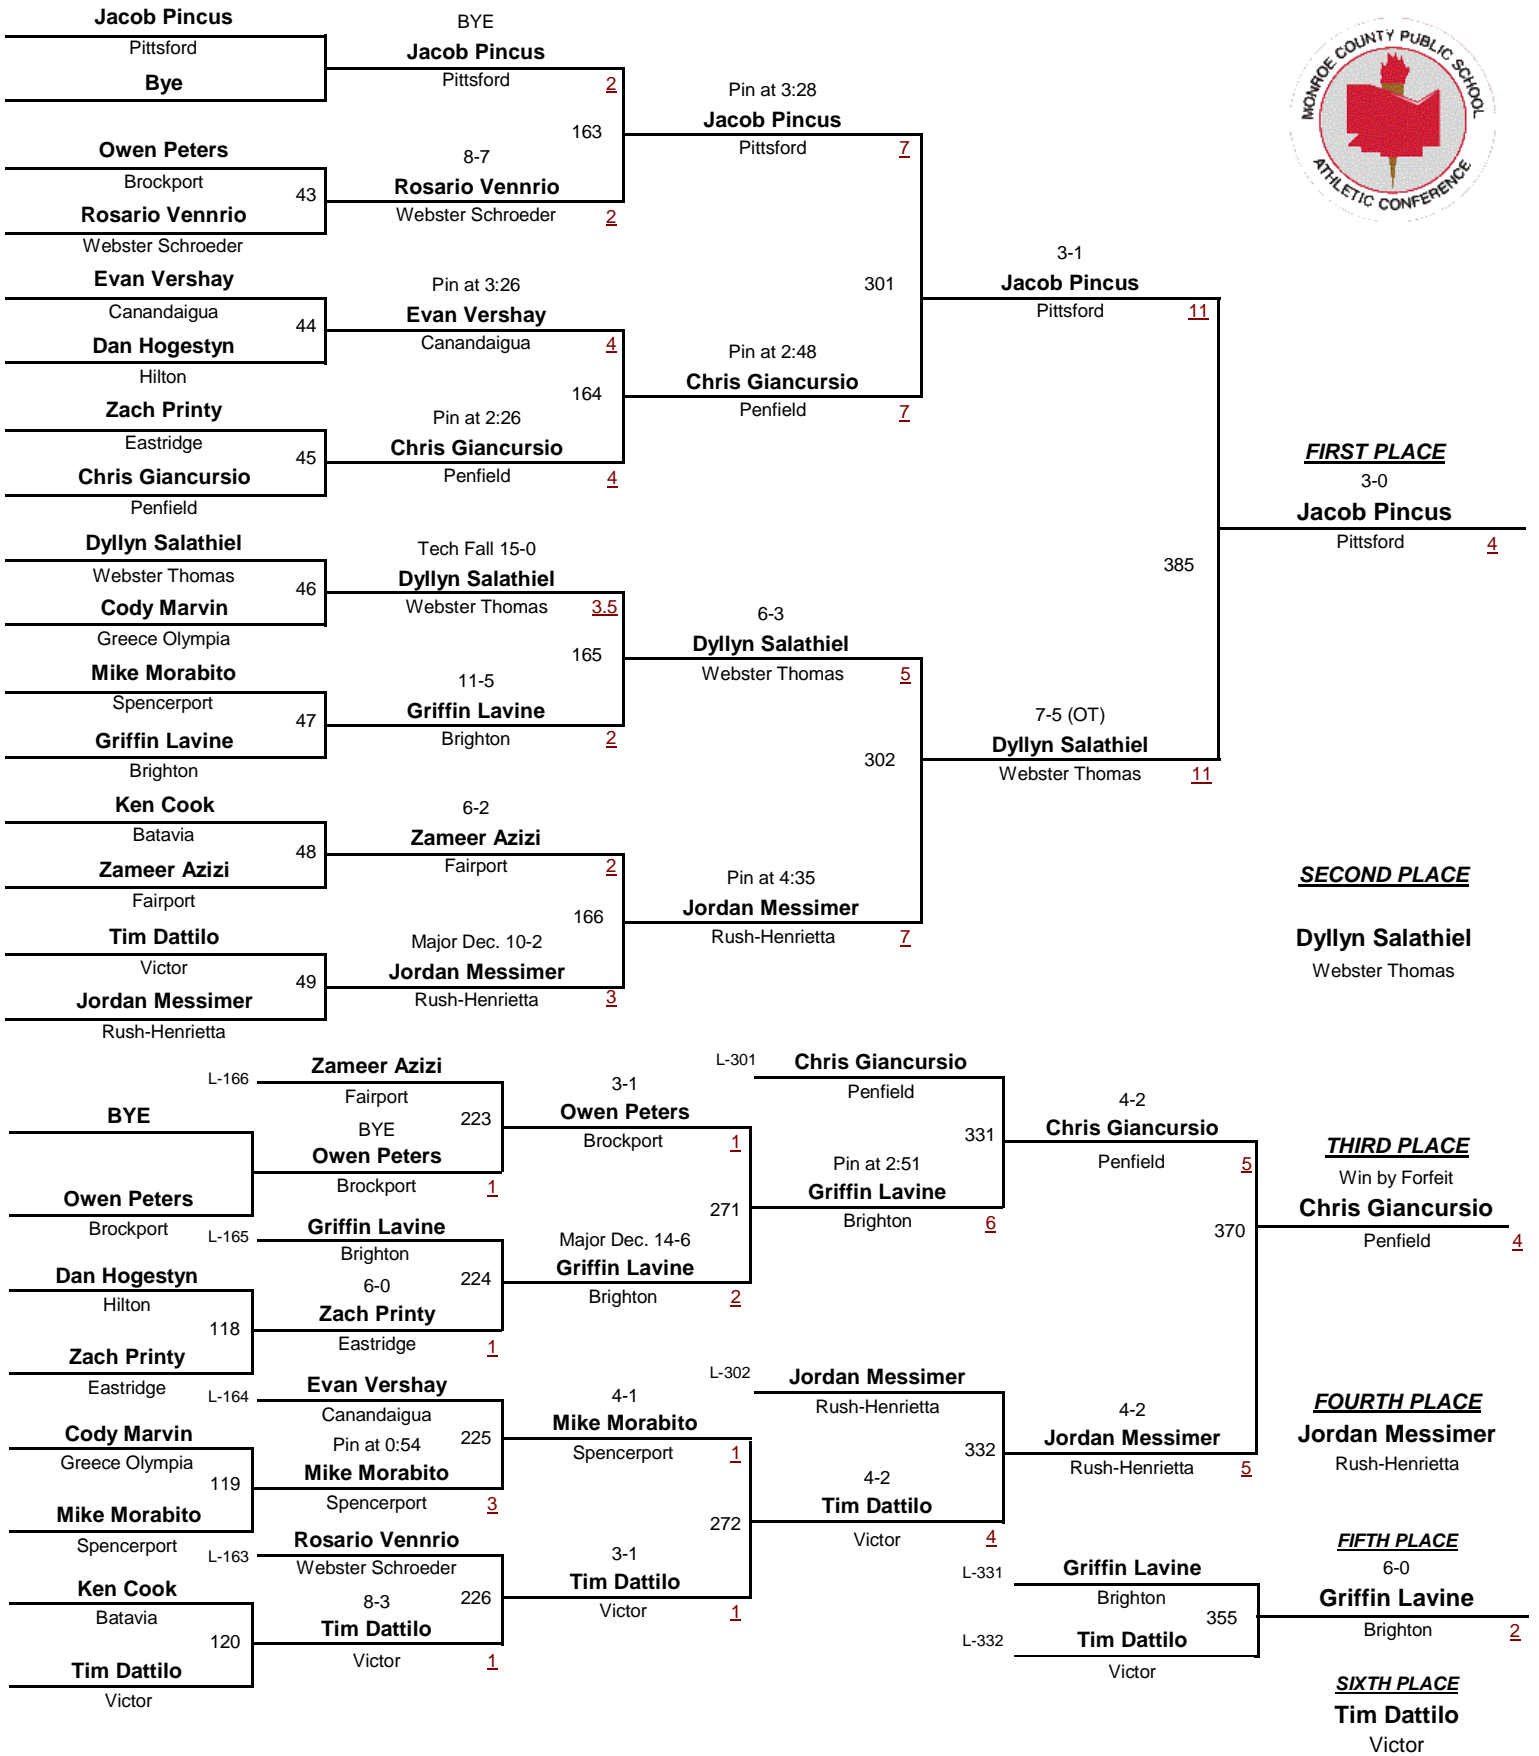 Jacob Pincus
Pittsford
Bye
Owen Peters
Brockport
43
Rosario Vennrio
Webster Schroeder
Evan Vershay
Canandaigua
44
Dan Hogestyn
Hilton
Zach Printy
Eastridge
45
Chris Giancursio
Penfield
Dyllyn Salathiel
Webster Thomas
46
Cody Marvin
Greece Olympia
Mike Morabito
Spencerport
47
Griffin Lavine
Brighton
Ken Cook
Batavia
48
Zameer Azizi
Fairport
Tim Dattilo
Victor
49
Jordan Messimer
Rush-Henrietta
BYE
Jacob Pincus
Pittsford
2
163
8-7
Rosario Vennrio
Webster Schroeder
2
Pin at 3:26
Evan Vershay
Canandaigua
4
164
Pin at 2:26
Chris Giancursio
Penfield
4
Tech Fall 15-0
Dyllyn Salathiel
Webster Thomas
3.5
165
11-5
Griffin Lavine
Brighton
2
6-2
Zameer Azizi
Fairport
2
166
Major Dec. 10-2
Jordan Messimer
Rush-Henrietta
3
Pin at 3:28
Jacob Pincus
Pittsford
7
301
Pin at 2:48
Chris Giancursio
Penfield
7
6-3
Dyllyn Salathiel
Webster Thomas
5
302
Pin at 4:35
Jordan Messimer
Rush-Henrietta
7
3-1
Jacob Pincus
Pittsford
11
385
7-5 (OT)
Dyllyn Salathiel
Webster Thomas
11
MONROE COUNTY PUBLIC SCHOOL
ATHLETIC CONFERENCE
FIRST PLACE
3-0
Jacob Pincus
Pittsford
4
SECOND PLACE
Dyllyn Salathiel
Webster Thomas
BYE
Owen Peters
Brockport
Dan Hogestyn
Hilton
118
Zach Printy
Eastridge
Cody Marvin
Greece Olympia
119
Mike Morabito
Spencerport
Ken Cook
Batavia
120
Tim Dattilo
Victor
L-166
Zameer Azizi
Fairport
223
BYE
Owen Peters
Brockport
1
L-165
Griffin Lavine
Brighton
224
6-0
Zach Printy
Eastridge
1
L-164
Evan Vershay
Canandaigua
225
Pin at 0:54
Mike Morabito
Spencerport
3
L-163
Rosario Vennrio
Webster Schroeder
226
8-3
Tim Dattilo
Victor
1
3-1
Owen Peters
Brockport
1
271
Major Dec. 14-6
Griffin Lavine
Brighton
2
4-1
Mike Morabito
Spencerport
1
272
3-1
Tim Dattilo
Victor
1
L-301
Chris Giancursio
Penfield
331
Pin at 2:51
Griffin Lavine
Brighton
6
L-302
Jordan Messimer
Rush-Henrietta
332
4-2
Tim Dattilo
Victor
4
4-2
Chris Giancursio
Penfield
5
370
4-2
Jordan Messimer
Rush-Henrietta
5
L-331
Griffin Lavine
Brighton
355
L-332
Tim Dattilo
Victor
THIRD PLACE
Win by Forfeit
Chris Giancursio
Penfield
4
FOURTH PLACE
Jordan Messimer
Rush-Henrietta
FIFTH PLACE
6-0
Griffin Lavine
Brighton
2
SIXTH PLACE
Tim Dattilo
Victor